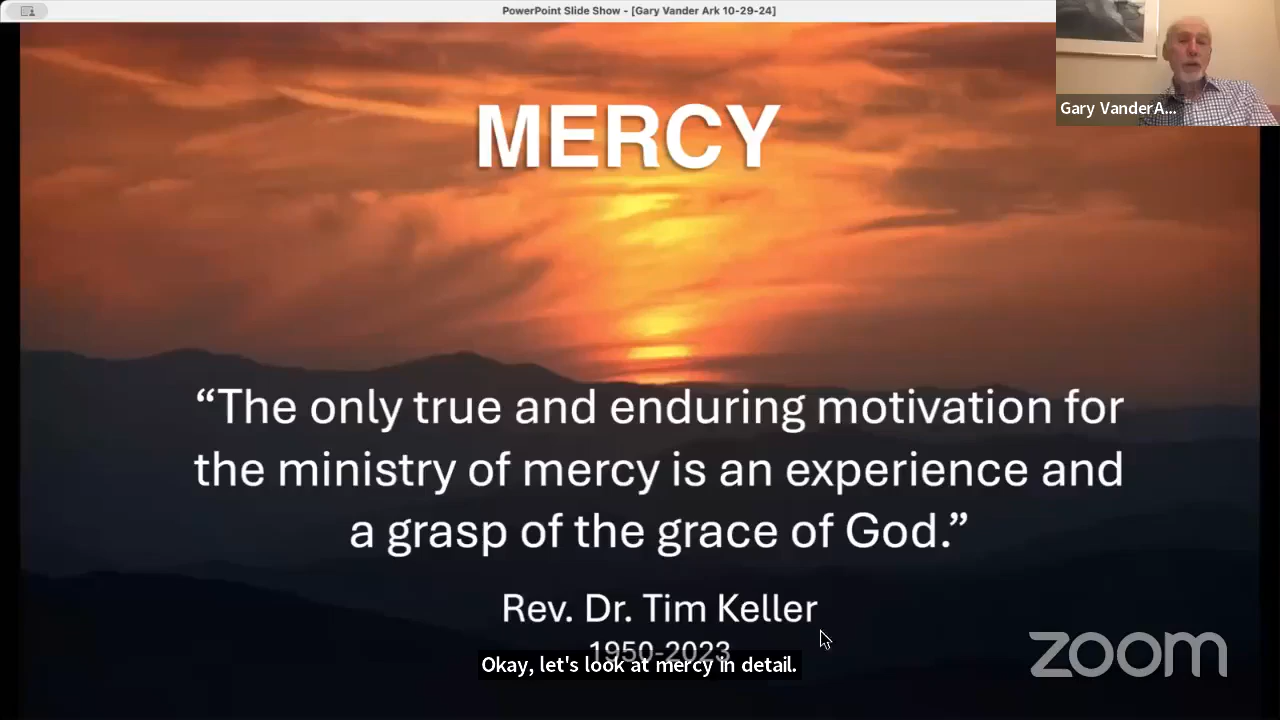 PowerPoint Slide Show - [Gary Vander Ark 10-29-24]
Gary VanderA...
MERCY
“The only true and enduring motivation for
the ministry of mercy is an experience and
a grasp of the grace of God.”
Rev. Dr. Tim Keller
1950-2023
Okay, let's look at mercy in detail.
zoom